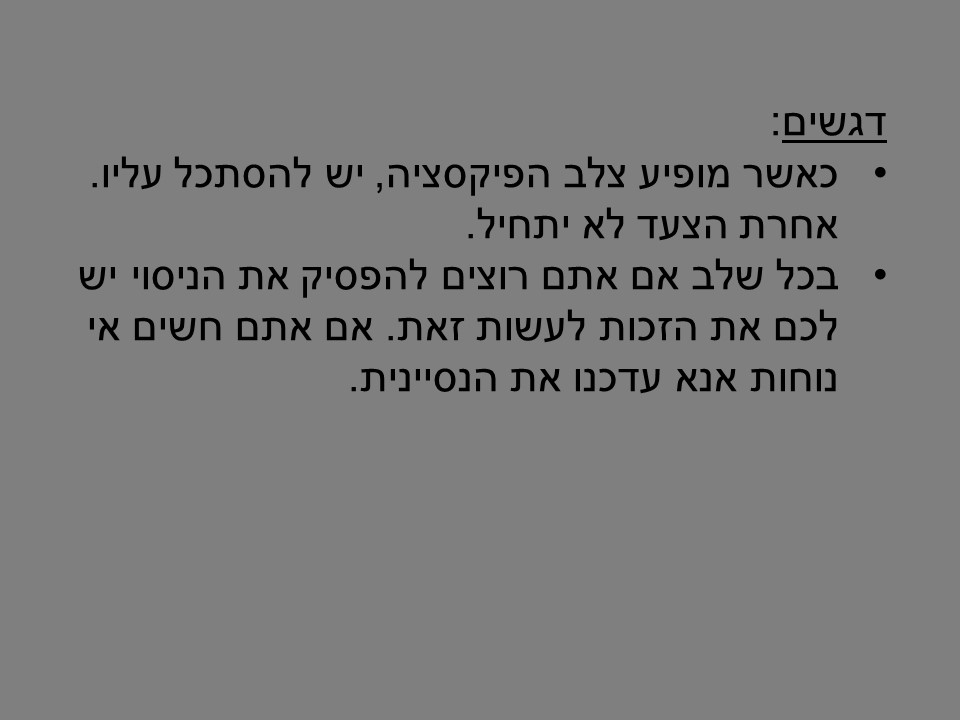 דגשים:
• כאשר מופיע צלב הפיקסציה, יש להסתכל עליו.
אחרת הצעד לא יתחיל.
• בכל שלב אם אתם רוצים להפסיק את הניסוי יש
לכם את הזכות לעשות זאת. אם אתם חשים אי
נוחות אנא עדכנו את הנסיינית.